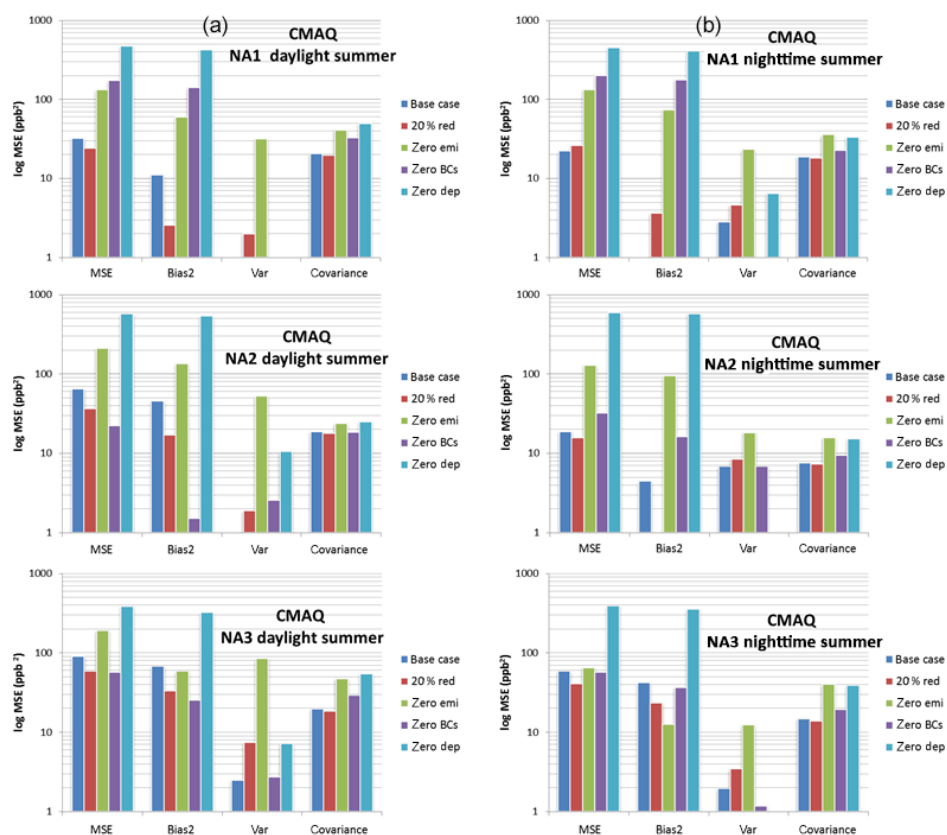 (a)
CMAQ
NA1 daylight summer
log MSE (ppb²)
1000
100
10
1
MSE Bias2 Var Covariance
Base case
20 % red
Zero emi
Zero BCs
Zero dep
(b)
CMAQ
NA1 nighttime summer
log MSE (ppb²)
1000
100
10
1
MSE Bias2 Var Covariance
Base case
20 % red
Zero emi
Zero BCs
Zero dep
CMAQ
NA2 daylight summer
log MSE (ppb²)
1000
100
10
1
MSE Bias2 Var Covariance
Base case
20 % red
Zero emi
Zero BCs
Zero dep
CMAQ
NA2 nighttime summer
log MSE (ppb²)
1000
100
10
1
MSE Bias2 Var Covariance
Base case
20 % red
Zero emi
Zero BCs
Zero dep
CMAQ
NA3 daylight summer
log MSE (ppb²)
1000
100
10
1
MSE Bias2 Var Covariance
Base case
20 % red
Zero emi
Zero BCs
Zero dep
CMAQ
NA3 nighttime summer
log MSE (ppb²)
1000
100
10
1
MSE Bias2 Var Covariance
Base case
20 % red
Zero emi
Zero BCs
Zero dep